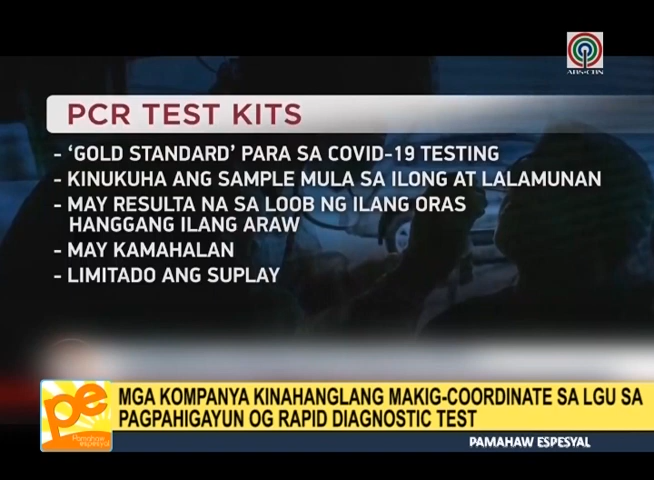 ABS-CBN
PCR TEST KITS
- 'GOLD STANDARD' PARA SA COVID-19 TESTING
- KINUKUHA ANG SAMPLE MULA SA ILONG AT LALAMUNAN
- MAY RESULTA NA SA LOOB NG ILANG ORAS
HANGGANG ILANG ARAW
- MAY KAMAHALAN
- LIMITADO ANG SUPLAY
pe
Pamahaw
espesyal
MGA KOMPANYA KINAHANGLANG MAKIG-COORDINATE SA LGU SA
PAGPAHIGAYUN OG RAPID DIAGNOSTIC TEST
PAMAHAW ESPESYAL